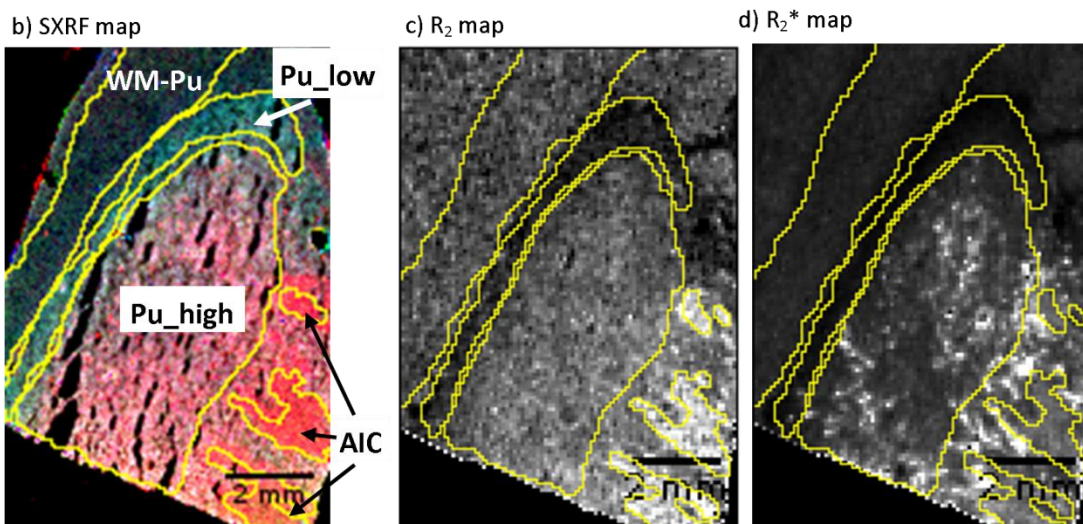 b) SXRF map
c) R₂ map
d) R₂* map
WM-Pu
Pu_low
Pu_high
AIC
2 mm